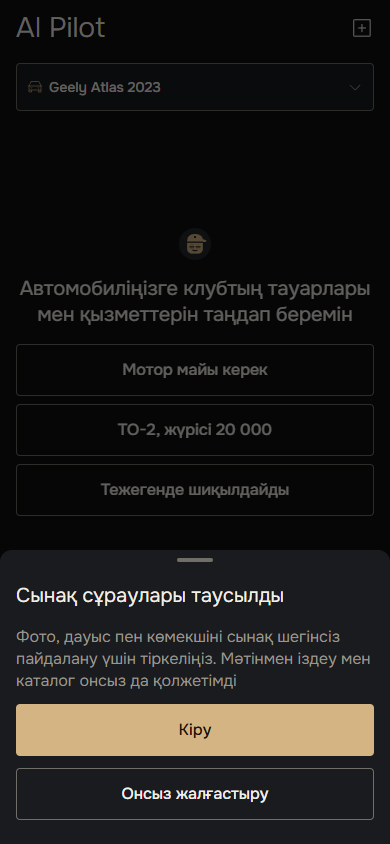 AI Pilot
Geely Atlas 2023
Автомобиліңізге клубтың тауарлары
мен қызметтерін таңдап беремін
Мотор майы керек
ТО-2, жүрісі 20 000
Тежегенде шиқылдайды
Сынақ сұраулары таусылды
Фото, дауыс пен көмекшіні сынақ шегінсіз
пайдалану үшін тіркеліңіз. Мәтінмен іздеу мен
каталог онсыз да қолжетімді
Кіру
Онсыз жалғастыру